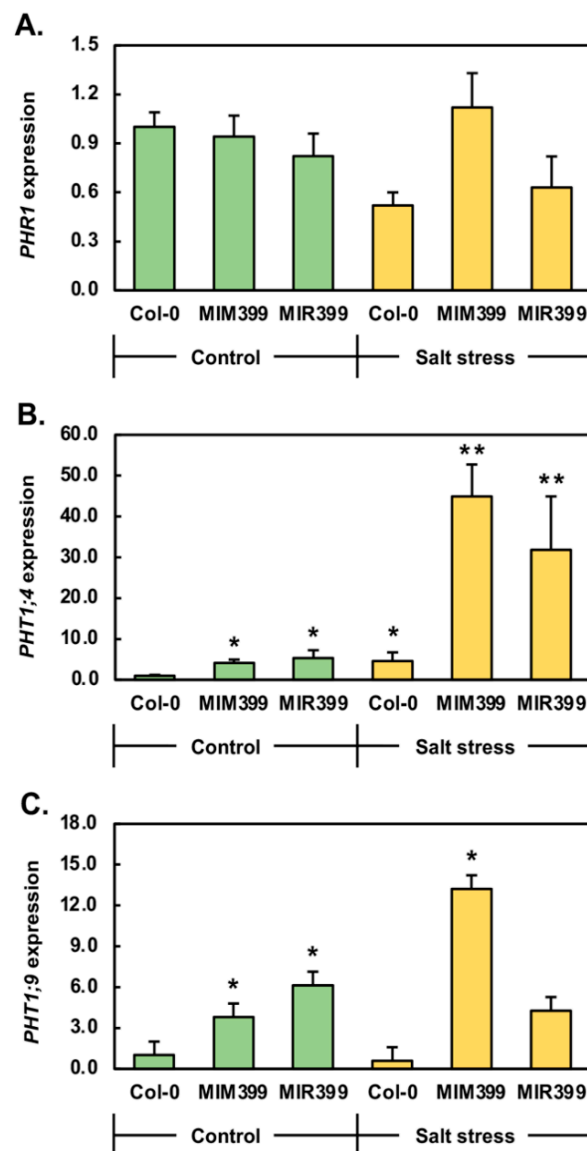 A.
PHR1 expression
1.5
1.2
0.9
0.6
0.3
0.0
Col-0 MIM399 MIR399 Col-0 MIM399 MIR399
Control Salt stress
B.
PHT1;4 expression
60.0
50.0
40.0
30.0
20.0
10.0
0.0
* * * ** **
Col-0 MIM399 MIR399 Col-0 MIM399 MIR399
Control Salt stress
C.
PHT1;9 expression
18.0
15.0
12.0
9.0
6.0
3.0
0.0
* * *
Col-0 MIM399 MIR399 Col-0 MIM399 MIR399
Control Salt stress